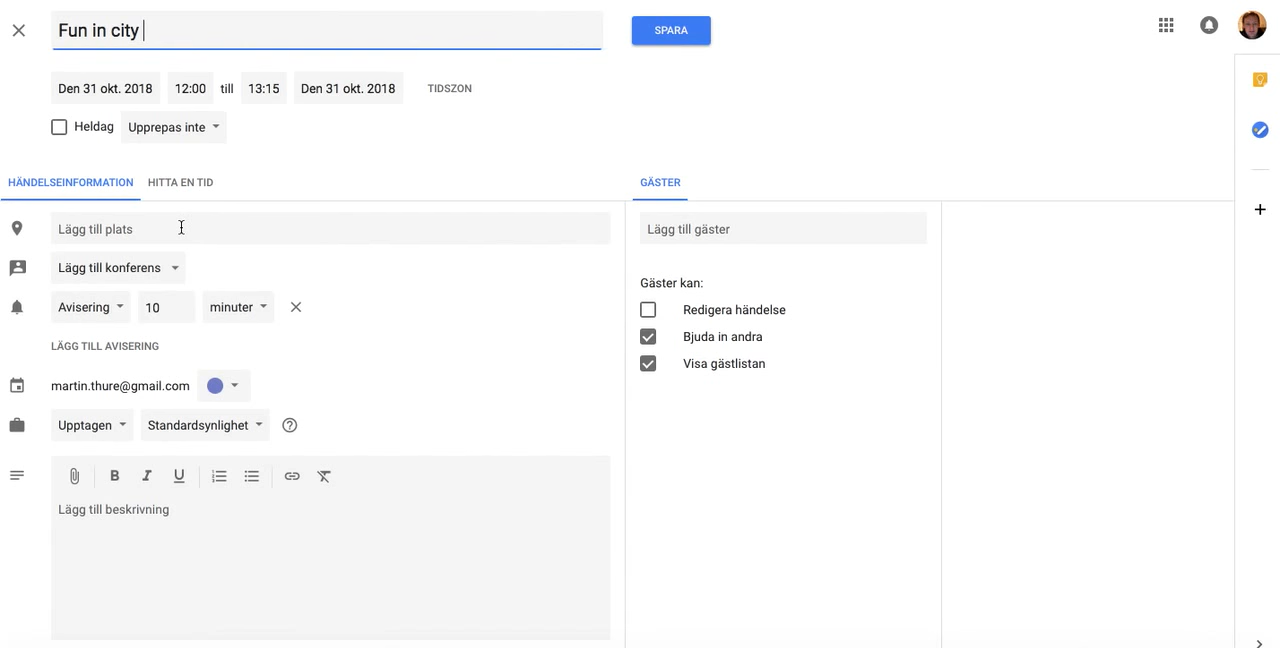 Fun in city
SPARA
Den 31 okt. 2018 12:00 till 13:15 Den 31 okt. 2018 TIDSZON
Heldag Upprepas inte
HÄNDELSEINFORMATION HITTA EN TID
GÄSTER
Lägg till plats
Lägg till konferens
Avisering 10 minuter
LÄGG TILL AVISERING
martin.thure@gmail.com
Upptagen Standardsynlighet
B I U
Lägg till beskrivning
Lägg till gäster
Gäster kan:
Redigera händelse
Bjuda in andra
Visa gästlistan